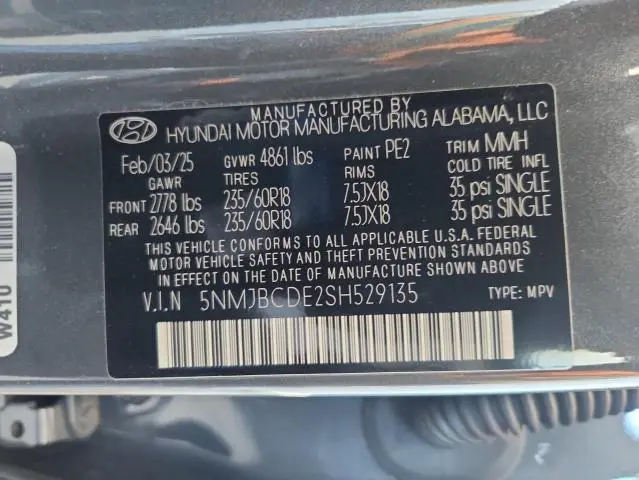 MANUFACTURED BY
HYUNDAI MOTOR MANUFACTURING ALABAMA, LLC
Feb/03/25 GVWR 4861 lbs PAINT PE2 TRIM MMH
GAWR TIRES RIMS COLD TIRE INFL
FRONT 2778 lbs 235/60R18 7.5JX18 35 psi SINGLE
REAR 2646 lbs 235/60R18 7.5JX18 35 psi SINGLE
THIS VEHICLE CONFORMS TO ALL APPLICABLE U.S.A. FEDERAL
MOTOR VEHICLE SAFETY AND THEFT PREVENTION STANDARDS
IN EFFECT ON THE DATE OF MANUFACTURE SHOWN ABOVE.
V.I.N 5NMJBCDE2SH529135 TYPE: MPV
W410